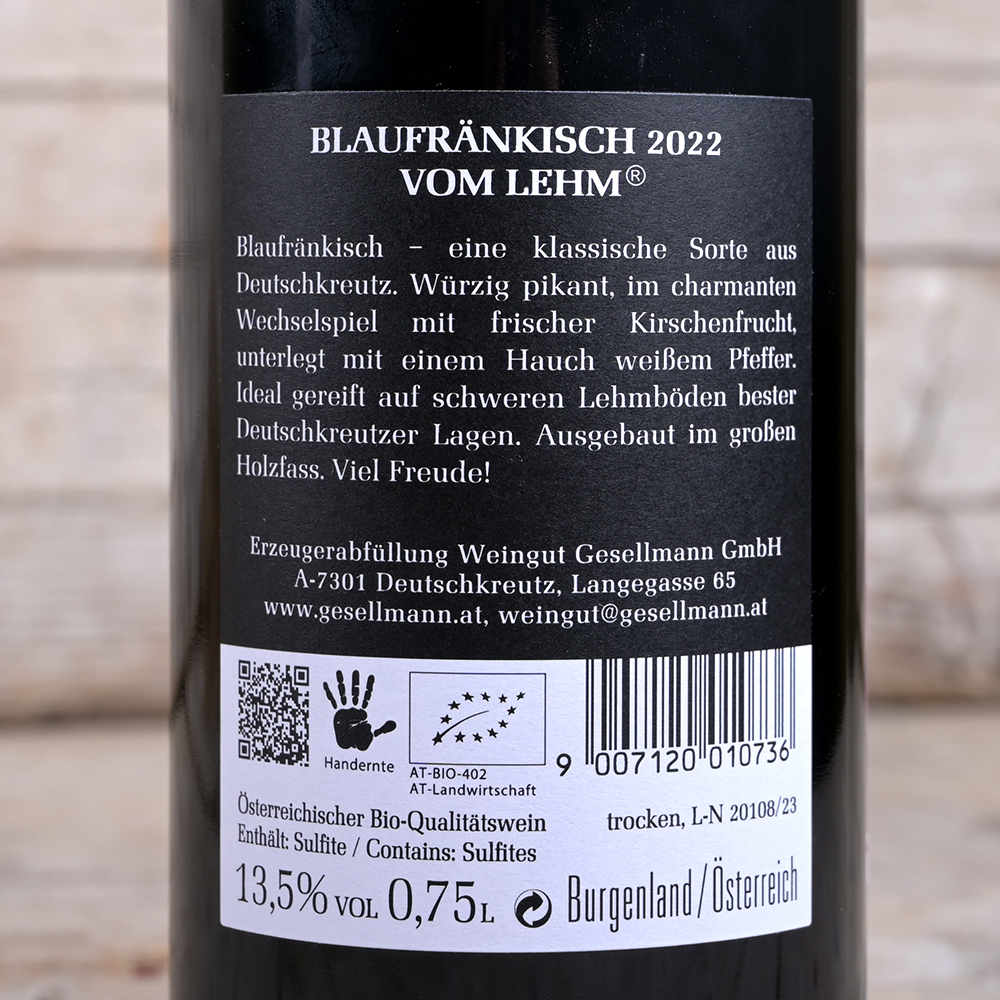 BLAUFRÄNKISCH 2022
VOM LEHM®
Blaufränkisch – eine klassische Sorte aus
Deutschkreutz. Würzig pikant, im charmanten
Wechselspiel mit frischer Kirschenfrucht,
unterlegt mit einem Hauch weißem Pfeffer.
Ideal gereift auf schweren Lehmböden bester
Deutschkreutzer Lagen. Ausgebaut im großen
Holzfass. Viel Freude!
Erzeugerabfüllung Weingut Gesellmann GmbH
A-7301 Deutschkreutz, Langegasse 65
www.gesellmann.at, weingut@gesellmann.at
Handernte
AT-BIO-402
AT-Landwirtschaft
9 007120 010736
Österreichischer Bio-Qualitätswein
Enthält: Sulfite / Contains: Sulfites
trocken, L-N 20108/23
13,5% VOL 0,75L
Burgenland/Österreich